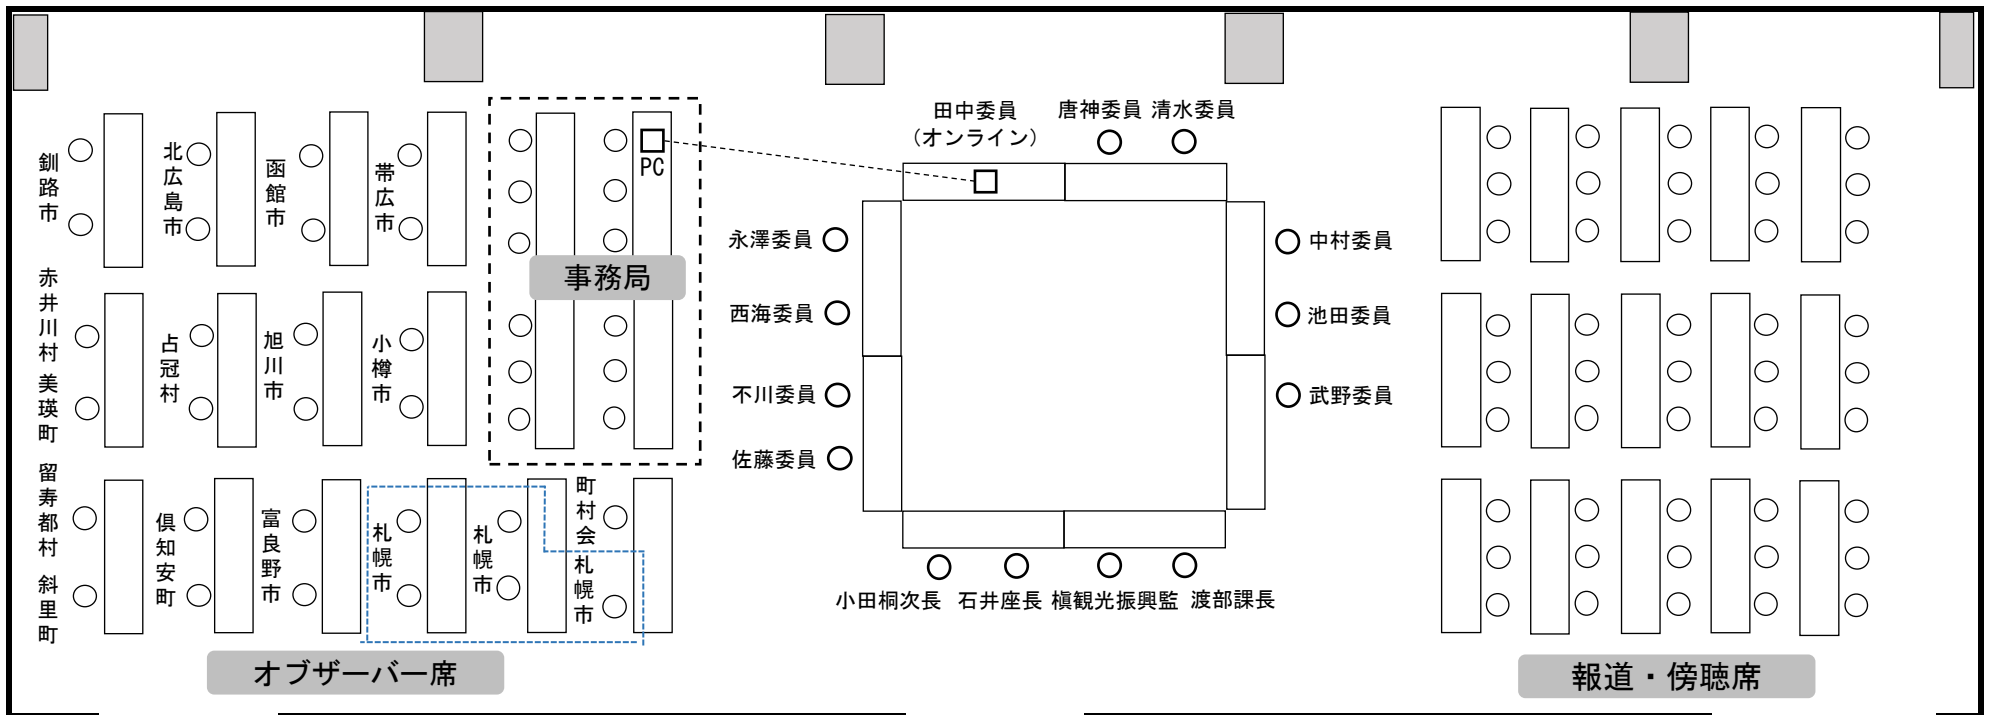 釧路市
北広島市
函館市
帯広市
PC
事務局
赤井川村
美瑛町
占冠村
旭川市
小樽市
留寿都村
斜里町
倶知安町
富良野市
札幌市
札幌市
町村会
札幌市
オブザーバー席
田中委員
（オンライン）
唐神委員
清水委員
永澤委員
西海委員
不川委員
佐藤委員
中村委員
池田委員
武野委員
小田桐次長
石井座長
槇観光振興監
渡部課長
報道・傍聴席